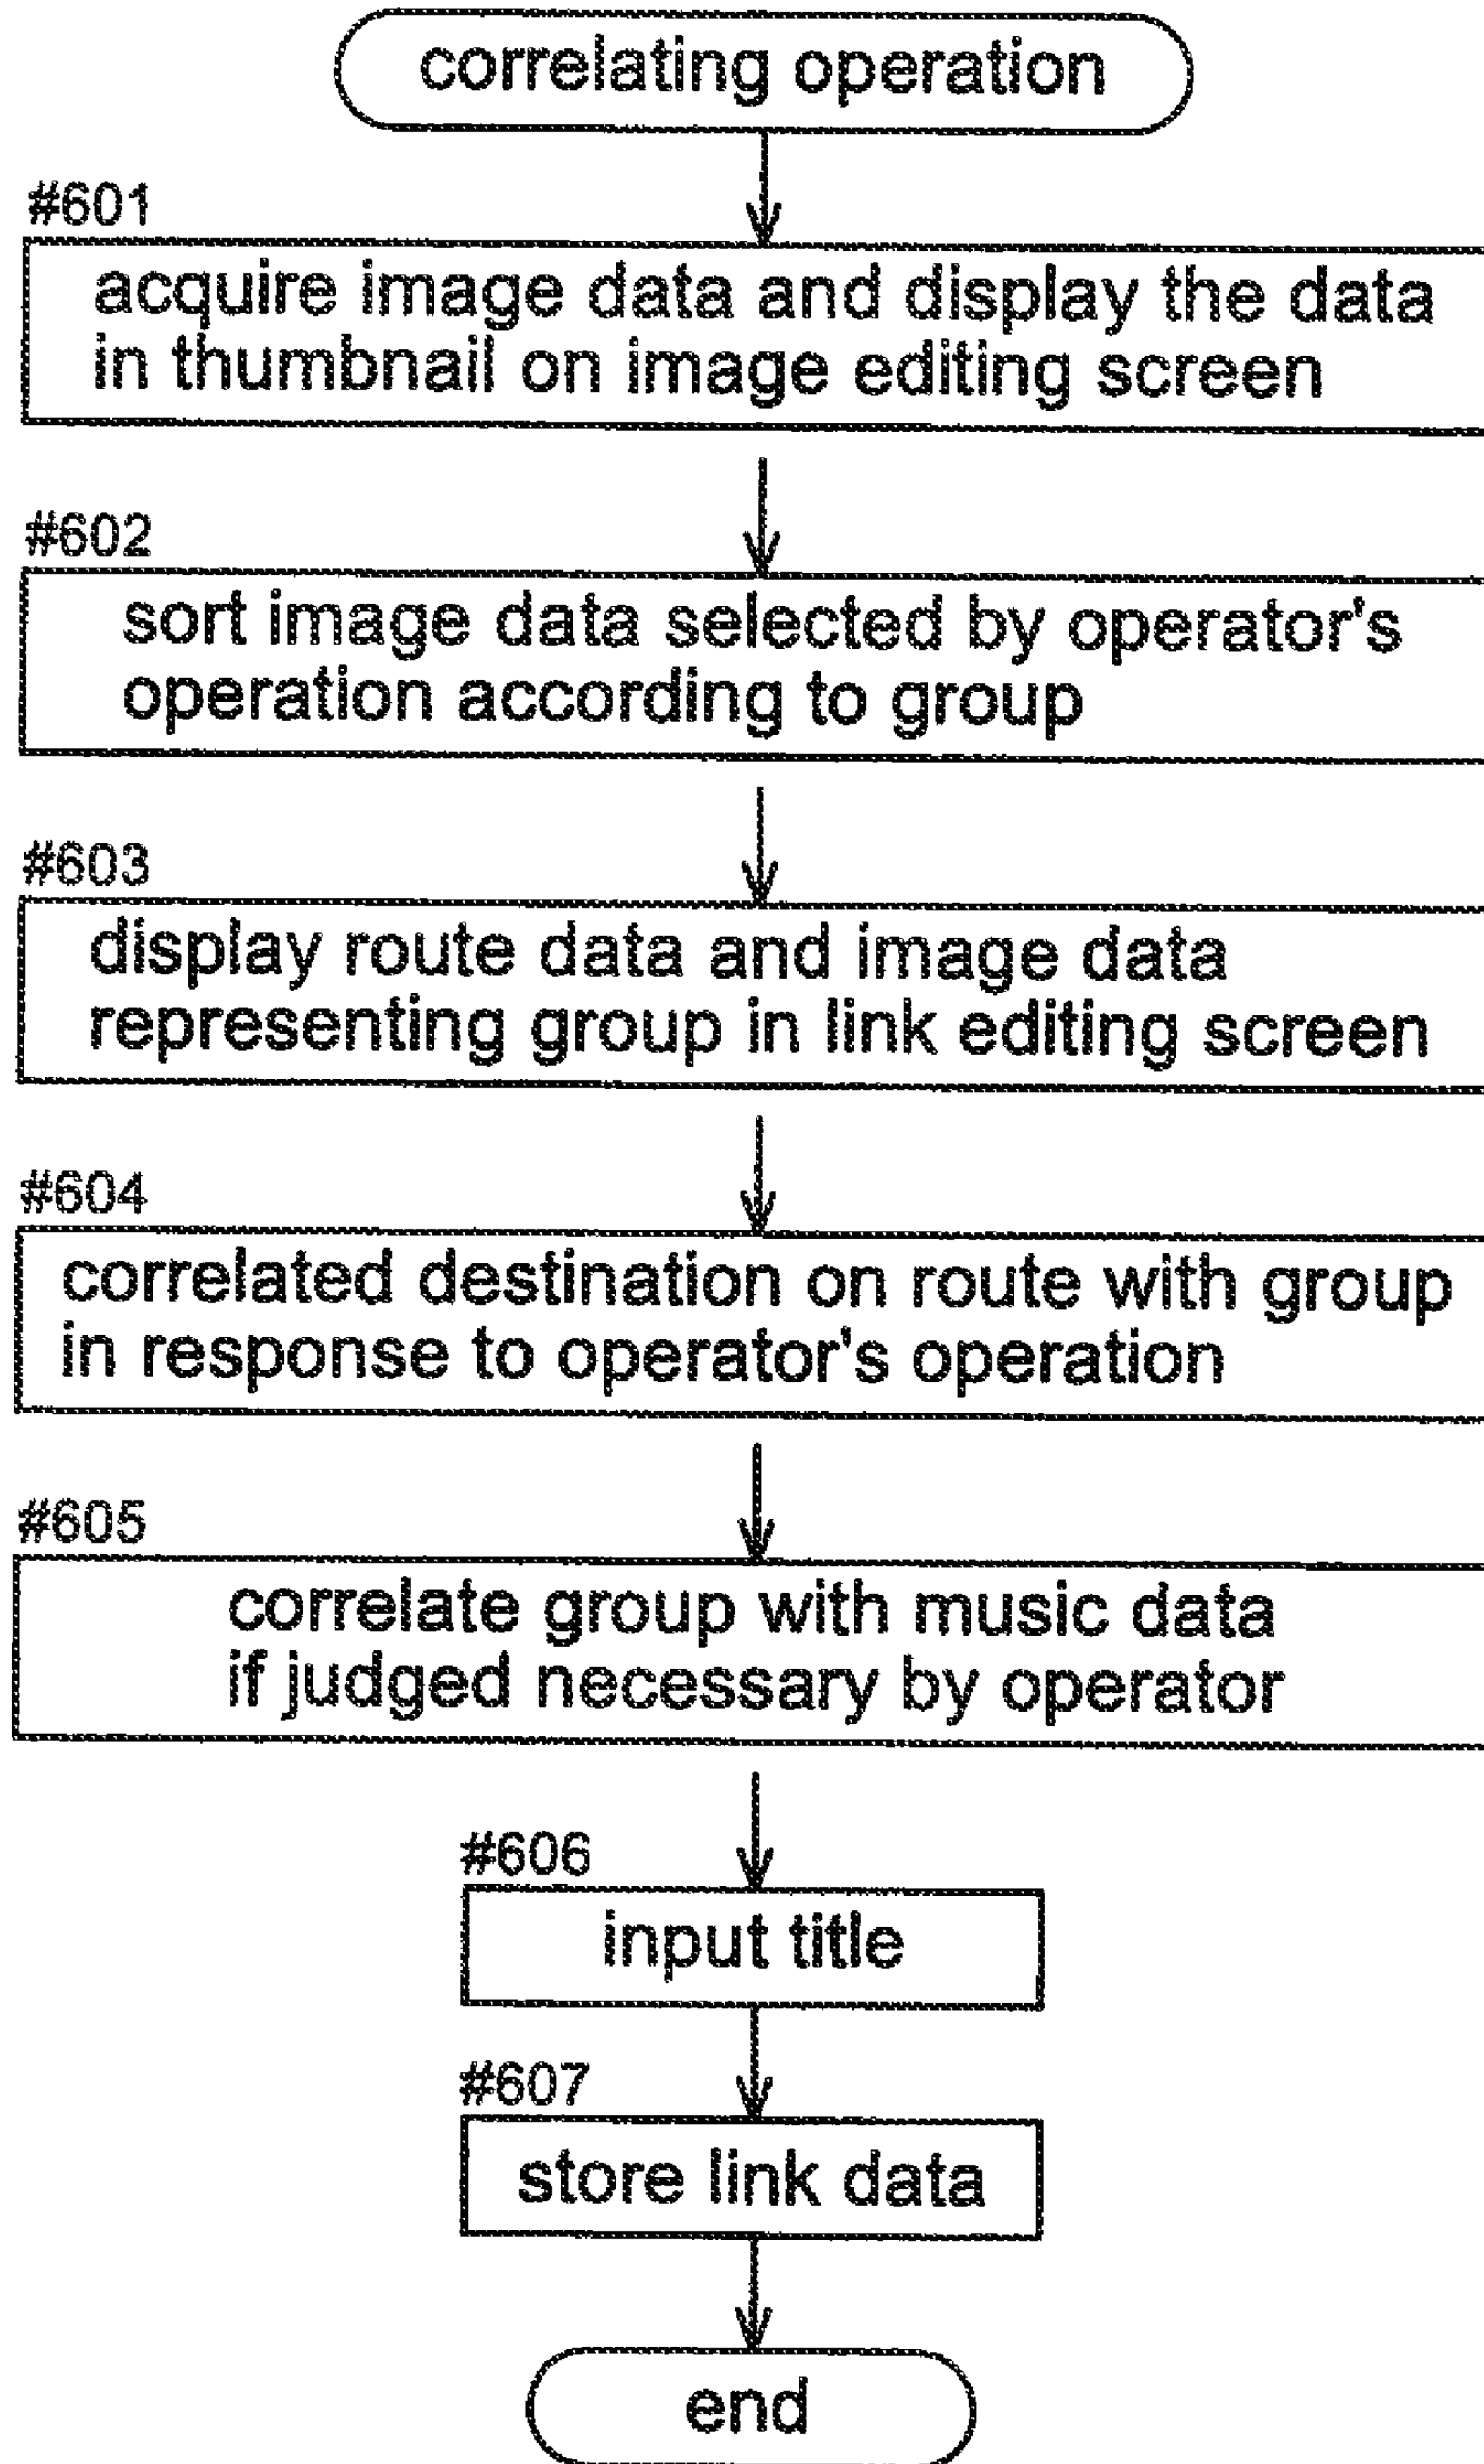 correlating operation
#601
acquire image data and display the data
in thumbnail on image editing screen
#602
sort image data selected by operator's
operation according to group
#603
display route data and image data
representing group in link editing screen
#604
correlated destination on route with group
in response to operator's operation
#605
correlate group with music data
if judged necessary by operator
#606
input title
#607
store link data
end